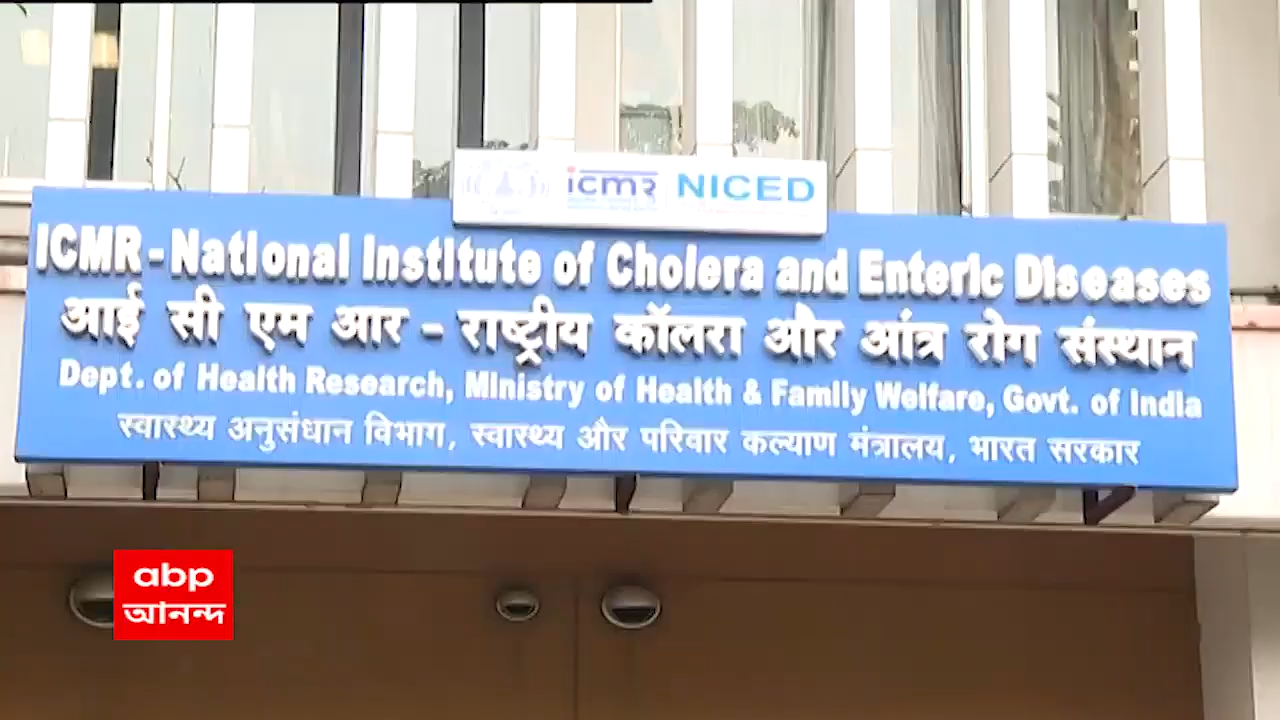 icmr NICED
ICMR - National Institute of Cholera and Enteric Diseases
आई सी एम आर - राष्ट्रीय कॉलरा और आंत्र रोग संस्थान
Dept. of Health Research, Ministry of Health & Family Welfare, Govt. of India
स्वास्थ्य अनुसंधान विभाग, स्वास्थ्य और परिवार कल्याण मंत्रालय, भारत सरकार
abp
আনন্দ